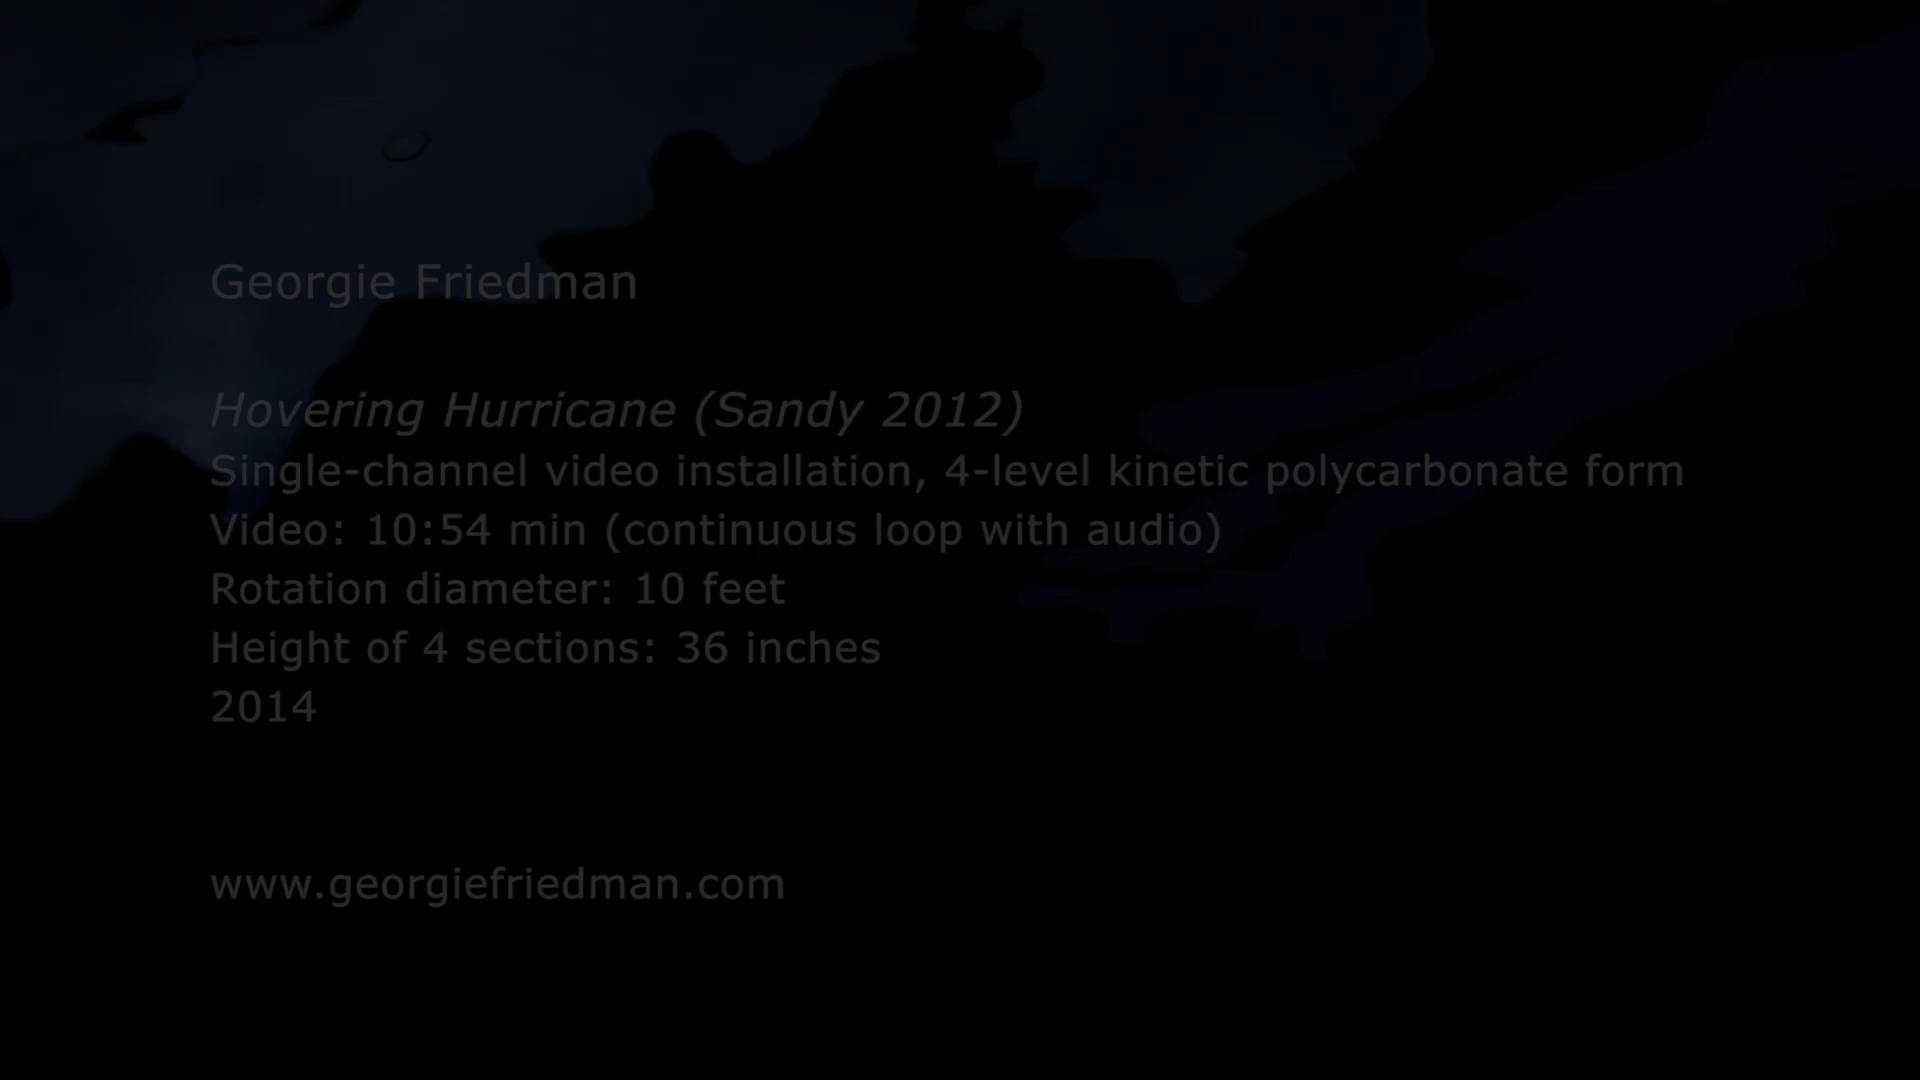 Georgie Friedman
Hovering Hurricane (Sandy 2012)
Single-channel video installation, 4-level kinetic polycarbonate form
Video: 10:54 min (continuous loop with audio)
Rotation diameter: 10 feet
Height of 4 sections: 36 inches
2014
www.georgiefriedman.com